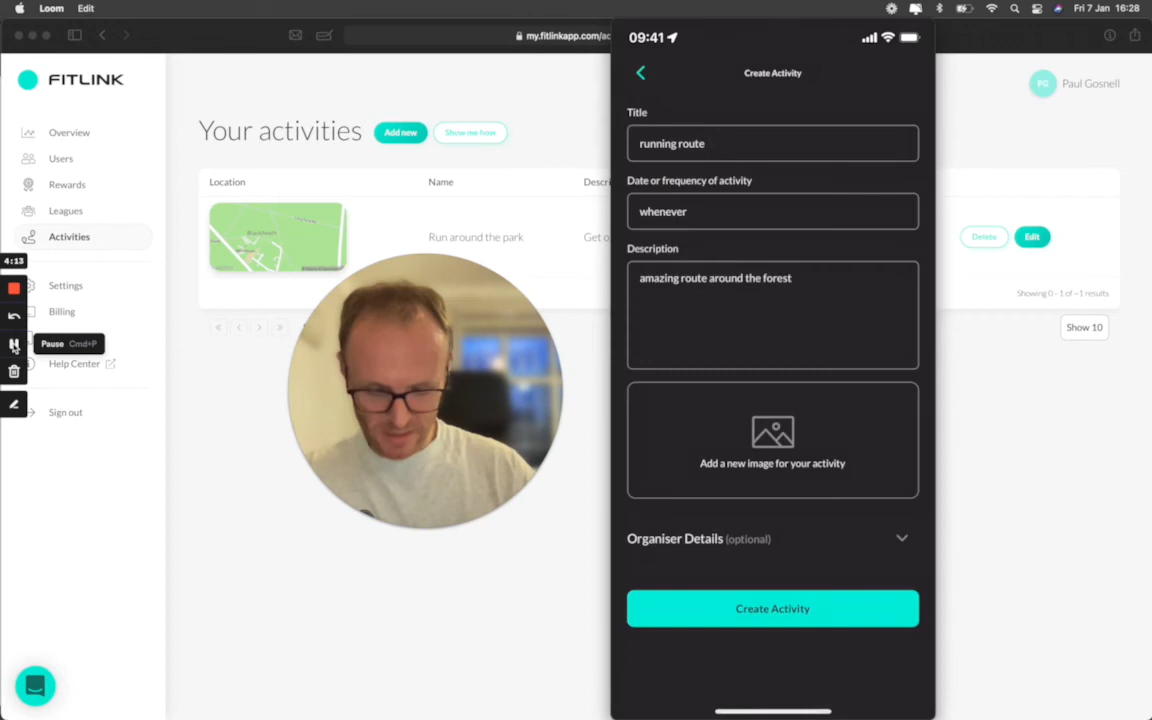 Loom Edit Fri 7 Jan 16:28
my.fitlinkapp.com/ac
FITLINK
PG Paul Gosnell
Overview
Users
Rewards
Leagues
Activities
4:13
Settings
Billing
Pause Cmd+P
Help Center
Sign out
Your activities Add new Show me how
Location Name Descri
Blackheath
Run around the park Get o
Delete Edit
Showing 0 - 1 of ~1 results
Show 10
09:41
Create Activity
Title
running route
Date or frequency of activity
whenever
Description
amazing route around the forest
Add a new image for your activity
Organiser Details (optional)
Create Activity